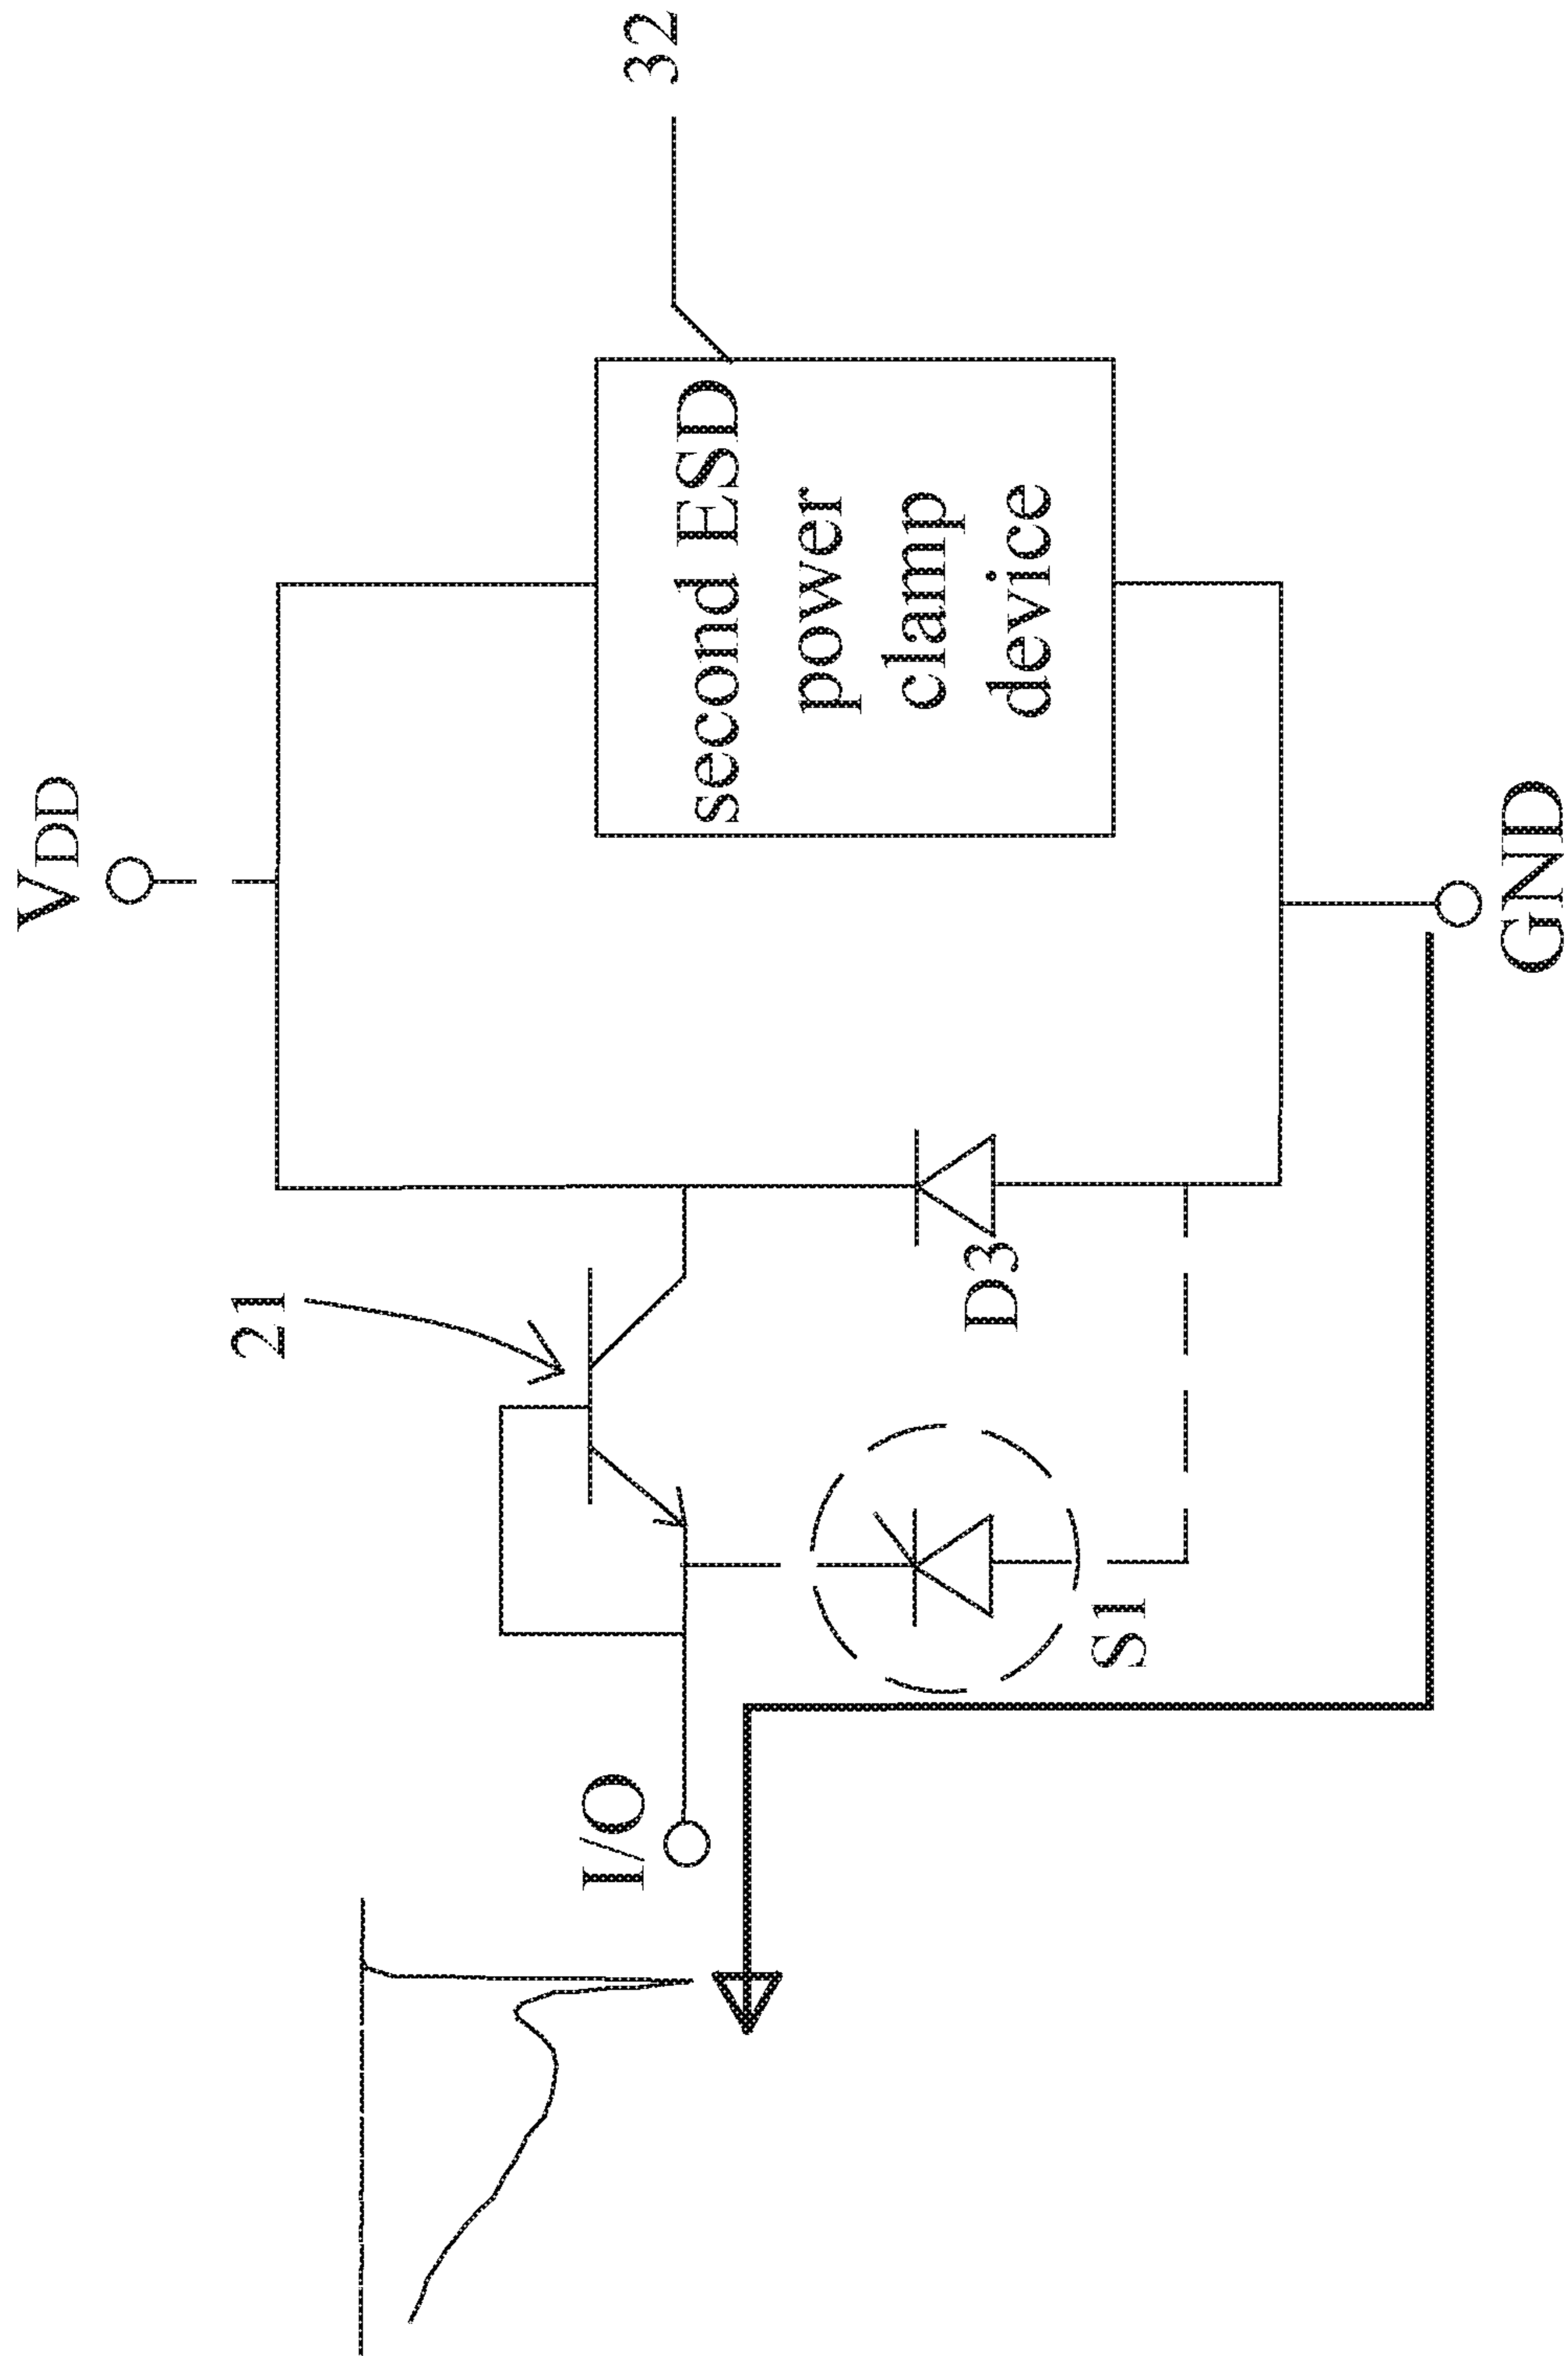 VDD
21
32
I/O
second ESD
power
clamp
device
D3
S1
GND